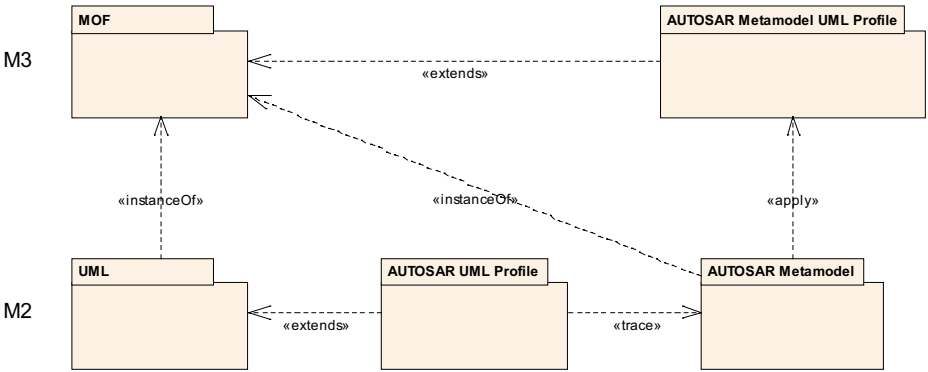 MOF
AUTOSAR Metamodel UML Profile
M3
«extends»
«instanceOf»
«instanceOf»
«apply»
UML
AUTOSAR UML Profile
AUTOSAR Metamodel
M2
«extends»
«trace»